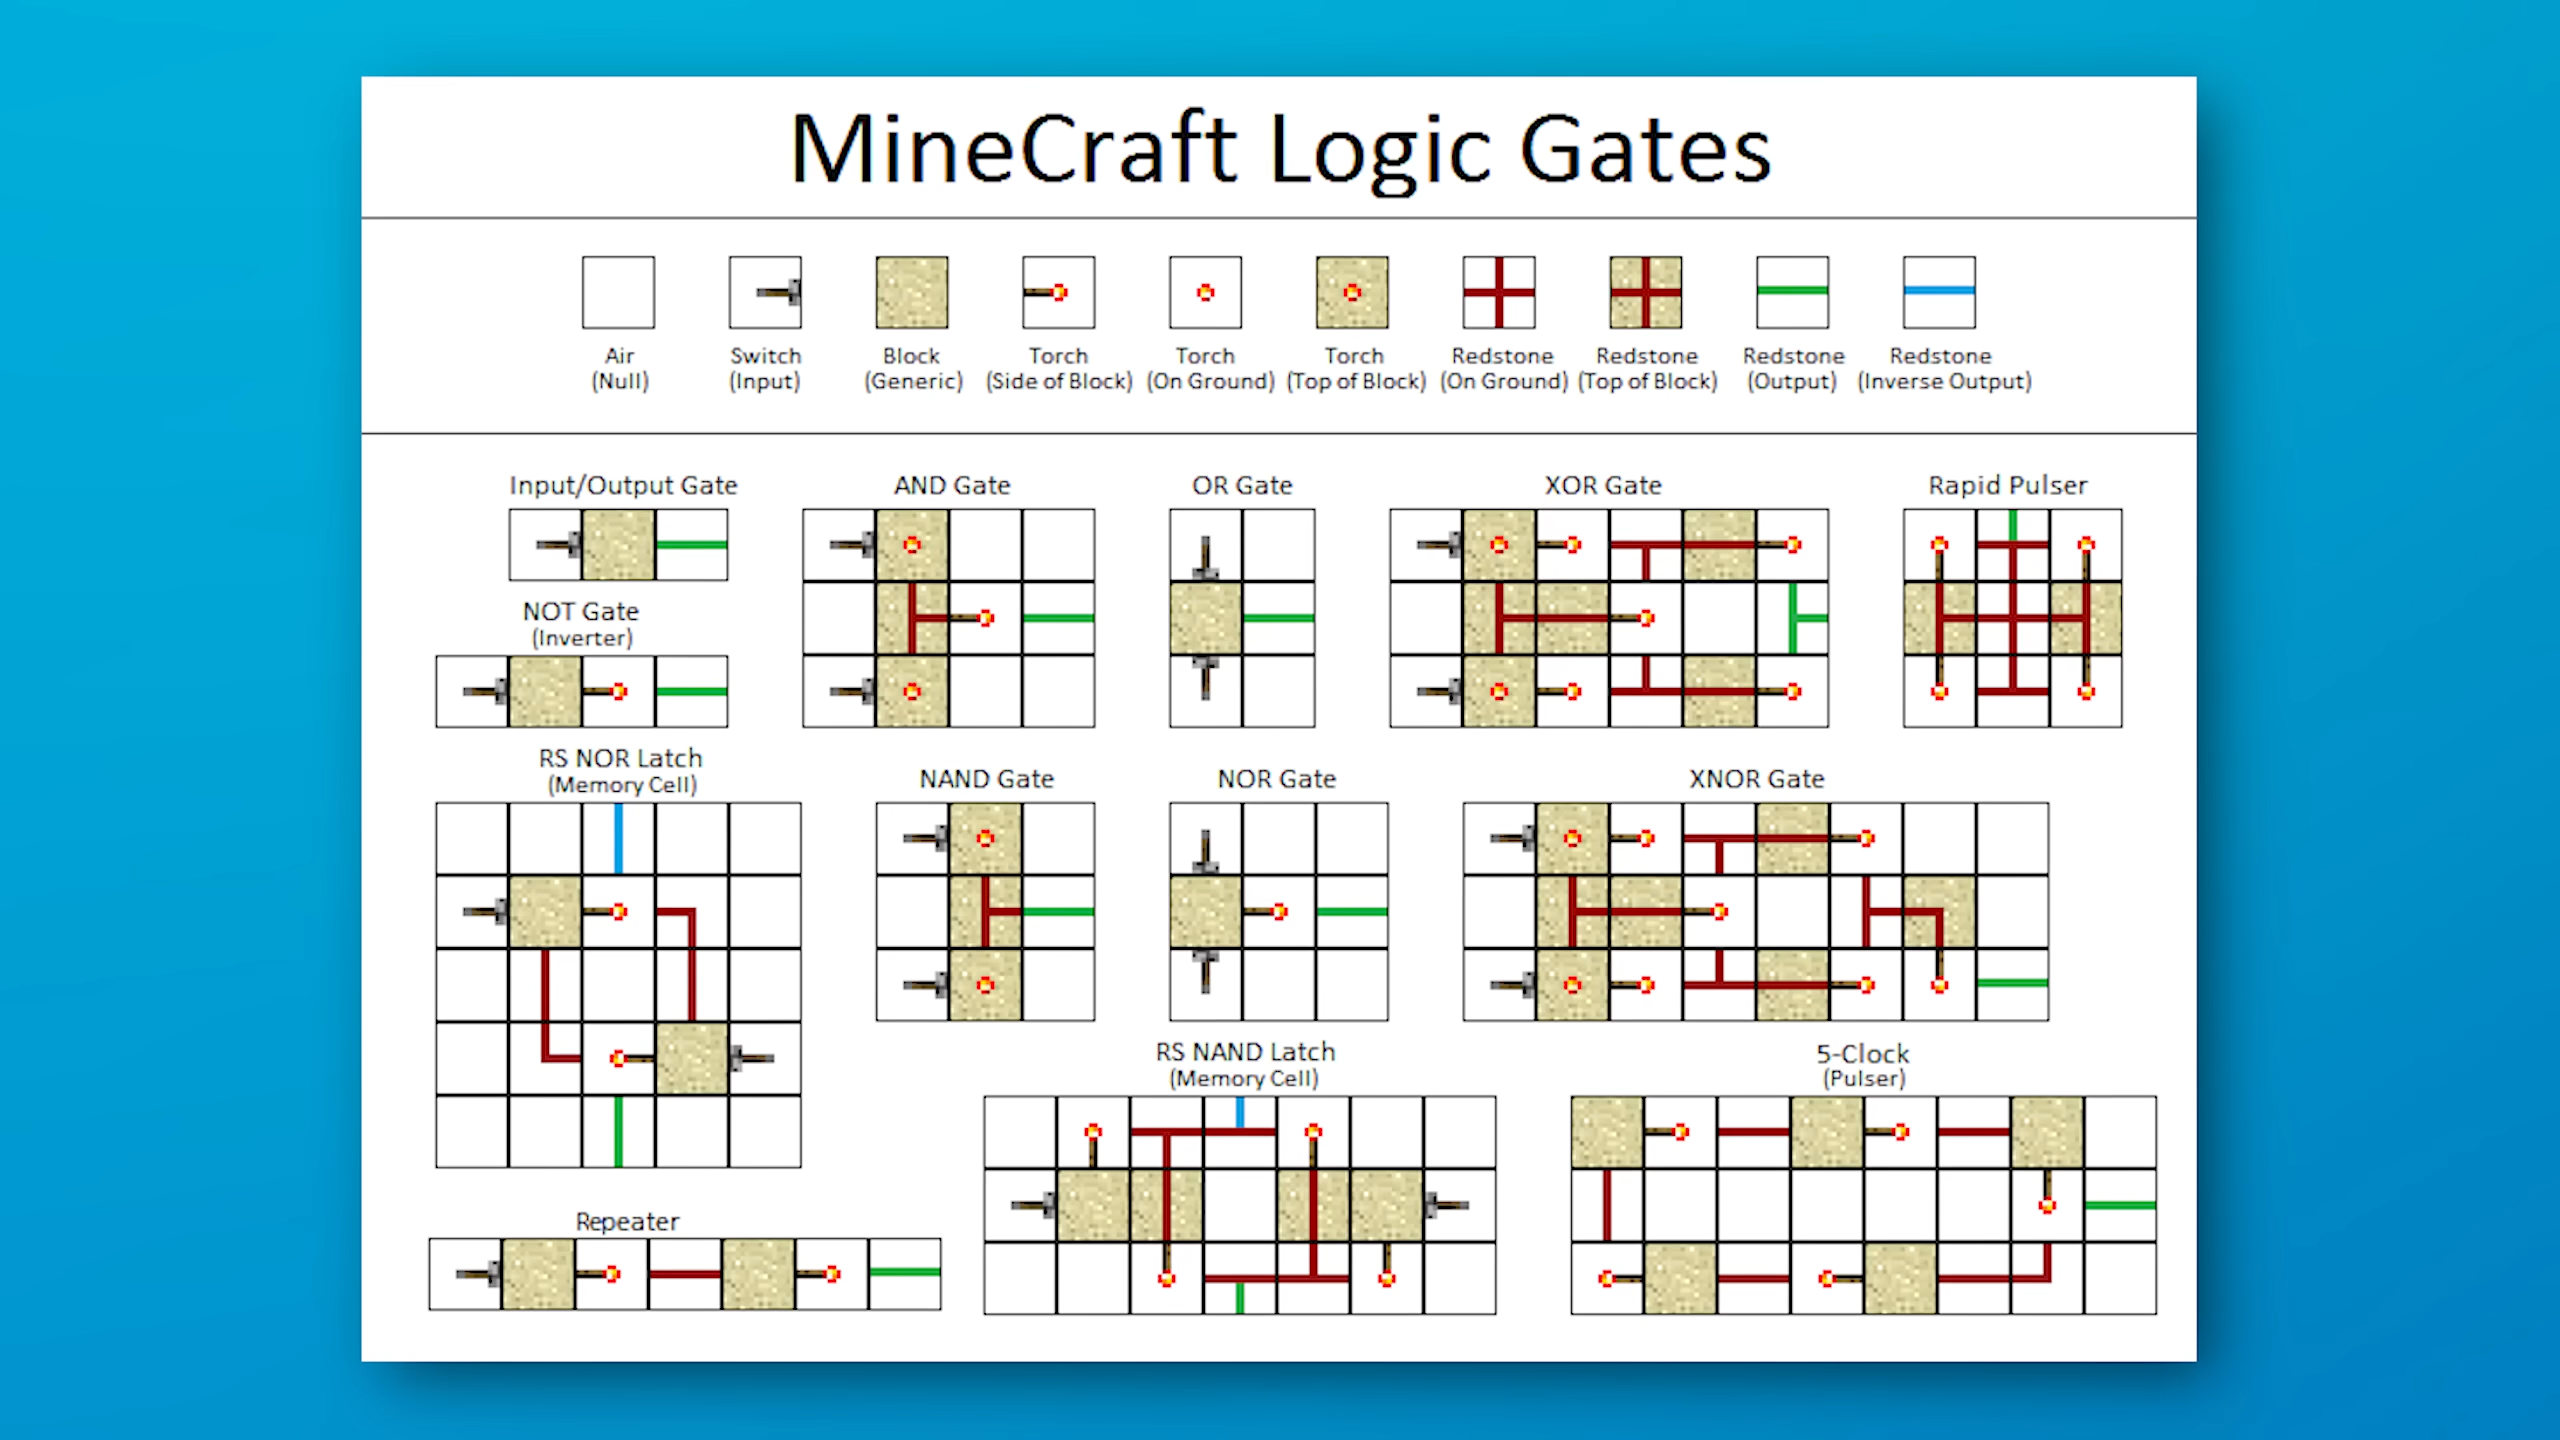 MineCraft Logic Gates
Air Switch Block Torch Torch Torch Redstone Redstone Redstone Redstone
(Null) (Input) (Generic) (Side of Block) (On Ground) (Top of Block) (On Ground) (Top of Block) (Output) (Inverse Output)
Input/Output Gate AND Gate OR Gate XOR Gate Rapid Pulser
NOT Gate
(Inverter)
RS NOR Latch
(Memory Cell)
NAND Gate NOR Gate XNOR Gate
RS NAND Latch 5-Clock
(Memory Cell) (Pulser)
Repeater